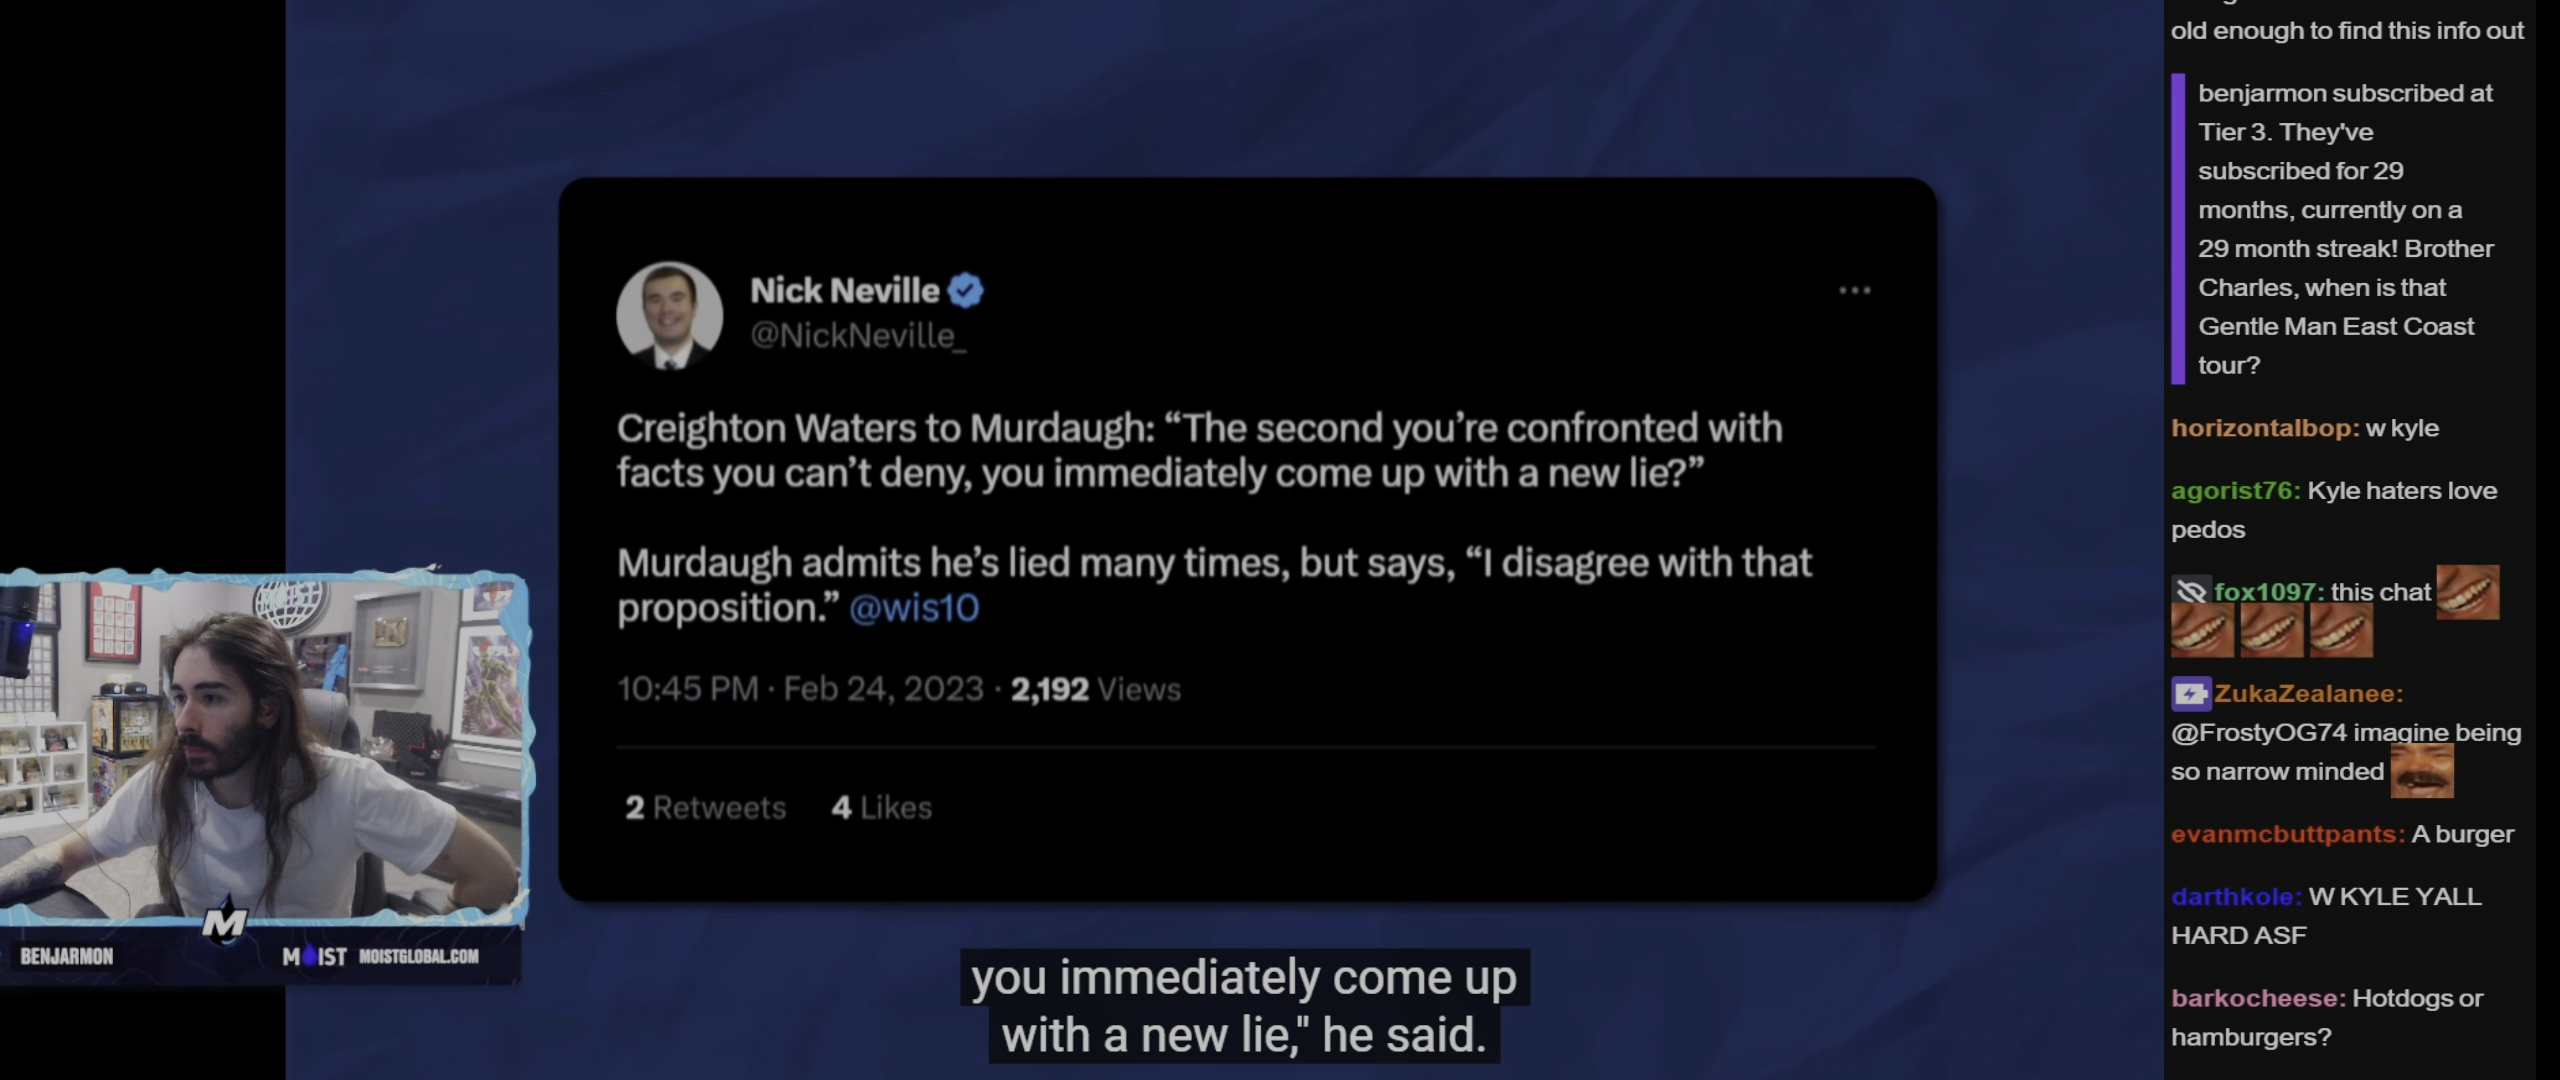 Nick Neville
@NickNeville_
Creighton Waters to Murdaugh: “The second you’re confronted with
facts you can’t deny, you immediately come up with a new lie?”
Murdaugh admits he’s lied many times, but says, “I disagree with that
proposition.” @wis10
10:45 PM · Feb 24, 2023 · 2,192 Views
2 Retweets 4 Likes
you immediately come up
with a new lie," he said.
MOIST
M
BENJARMON
MOIST MOISTGLOBAL.COM
old enough to find this info out
benjarmon subscribed at
Tier 3. They've
subscribed for 29
months, currently on a
29 month streak! Brother
Charles, when is that
Gentle Man East Coast
tour?
horizontalbop: w kyle
agorist76: Kyle haters love
pedos
fox1097: this chat
ZukaZealanee:
@FrostyOG74 imagine being
so narrow minded
evanmcbuttpants: A burger
darthkole: W KYLE YALL
HARD ASF
barkocheese: Hotdogs or
hamburgers?